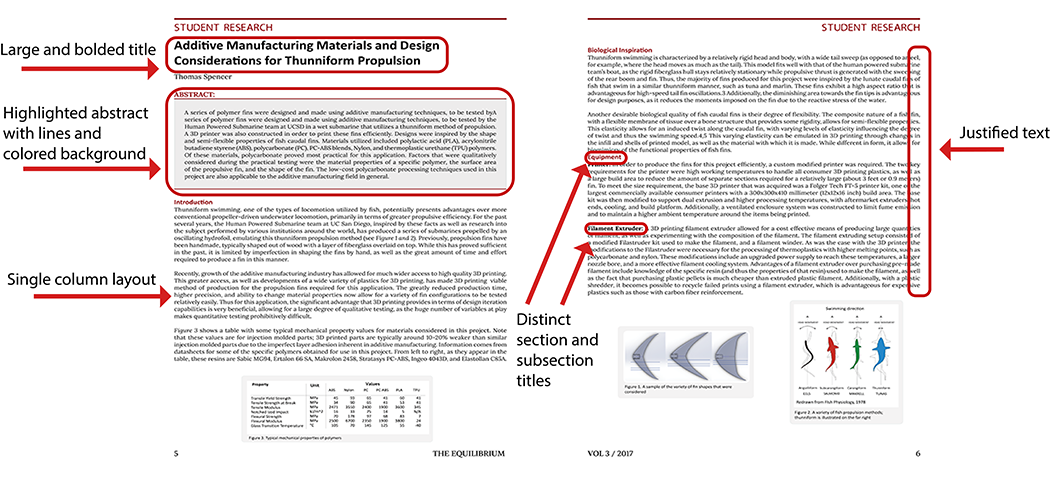 STUDENT RESEARCH
Large and bolded title
Additive Manufacturing Materials and Design
Considerations for Thunniform Propulsion
Thomas Spencer
Highlighted abstract
with lines and
colored background
ABSTRACT:
A series of polymer fins were designed and made using additive manufacturing techniques, to be tested byA
series of polymer fins were designed and made using additive manufacturing techniques, to be tested by the
Human Powered Submarine team at UCSD in a wet submarine that utilizes a thunniform method of propulsion.
A 3D printer was also constructed in order to print these fins efficiently. Designs were inspired by the shape
and semi-flexible properties of fish caudal fins. Materials utilized included polylactic acid (PLA), acrylonitrile
butadiene styrene(ABS), polycarbonate (PC), PC-ABS blends, Nylon, and thermoplastic urethane (TPU) polymers.
Of these materials, polycarbonate proved most practical for this application. Factors that were qualitatively
considered during the practical testing were the material properties of a specific polymer, the surface area
of the propulsive fin, and the shape of the fin. The low-cost polycarbonate processing techniques used in this
project are also applicable to the additive manufacturing field in general.
Introduction
Thunniform swimming, one of the types of locomotion utilized by fish, potentially presents advantages over more
conventional propeller-driven underwater locomotion, primarily in terms of greater propulsive efficiency. For the past
several years, the Human Powered Submarine team at UC San Diego, inspired by these facts as well as research into
the subject performed by various institutions around the world, has produced a series of submarines propelled by an
oscillating hydrofoil, emulating this thunniform propulsion method (see Figure 1 and 2). Previously, propulsion fins have
been handmade, typically shaped out of wood with a layer of fiberglass overlaid on top. While this has proved sufficient
in the past, it is limited by imperfection in shaping the fins by hand, as well as the great amount of time and effort
required to produce a fin in this manner.
Single column layout
Recently, growth of the additive manufacturing industry has allowed for much wider access to high quality 3D printing.
This greater access, as well as developments of a wide variety of plastics for 3D printing, has made 3D printing viable
method of production for the propulsion fins required for this application. The greatly reduced production time,
higher precision, and ability to change material properties now allow for a variety of fin configurations to be tested
relatively easily. Thus for this application, the significant advantage that 3D printing provides in terms of design iteration
capabilities is very beneficial, allowing for a large degree of qualitative testing, as the huge number of variables at play
makes quantitative testing prohibitively difficult.
Figure 3 shows a table with some typical mechanical property values for materials considered in this project. Note
that these values are for injection molded parts; 3D printed parts are typically around 10-20% weaker than similar
injection molded parts due to the imperfect layer adhesion inherent in additive manufacturing. Information comes from
datasheets for some of the specific polymers obtained for use in this project. From left to right, as they appear in the
table, these resins are Sabic MG94, Ertalon 66 SA, Makrolon 2458, Stratasys PC-ABS, Ingeo 4043D, and Elastollan C85A.
Property Unit Values
ABS Nylon PC PC-ABS PLA TPU
Tensile Yield Strength MPa
Tensile Strength at Break MPa
Tensile Modulus MPa
Notched Izod Impact
Flexural Strength MPa
Flexural Modulus MPa
Glass Transition Temperature °C
Figure 3: Typical mechanical properties of polymers
5 THE EQUILIBRIUM
STUDENT RESEARCH
Biological Inspiration
Thunniform swimming is characterized by a relatively rigid head and body, with a wide tail sweep (as opposed to an eel,
for example, where the head moves as much as the tail). This model fits well with that of the human powered submarine
team's boat, as the rigid fiberglass hull stays relatively stationary while propulsive thrust is generated with the sweeping
of the rear boom and fin. Thus, the majority of fins produced for this project were inspired by the lunate caudal fins of
fish that swim in a similar thunniform manner, such as tuna and marlin. These fins exhibit a high aspect ratio that is
advantageous for high-speed tail fin oscillations. Additionally, the diminishing area towards the fin tips is advantageous
for design purposes, as it reduces the moments imposed on the fin due to the reactive stress of the water.
Another desirable biological quality of fish caudal fins is their degree of flexibility. The composite nature of a fish fin,
with a flexible membrane tissue over a bone structure that provides some rigidity, allows for semi-flexible properties.
This elasticity allows for an induced twist along the caudal fin, with varying levels of elasticity influencing the degree
of twist and thus the swimming speed.4,5 This varying elasticity can be emulated in 3D printing through changes in
the infill and shells of printed model, as well as the material with which it is made. While different in form, it allow for
biomimicry of the functional properties of fish fins.
Justified text
Equipment
Printer: In order to produce the fins for this project efficiently, a custom modified printer was required. The two key
requirements for the printer were high working temperatures to handle all consumer 3D printing plastics, as well as
a large build area to reduce the amount of separate sections required for a relatively large (about 3 feet or 0.9 meters)
fin. To meet the size requirement, the base 3D printer that was acquired was a Folger Tech FT-5 printer kit, one of the
largest commercially available consumer printers with a 300x300x410 millimeter (12x12x16 inch) build area. The base
kit was then modified to support dual extrusion and higher processing temperatures, with aftermarket extruders, hot
ends, cooling, and build platform. Additionally, a ventilated enclosure system was constructed to limit fume emission
and to maintain a higher ambient temperature around the items being printed.
Filament Extruder: A 3D printing filament extruder allowed for a cost effective means of producing large quantities
of filament, as well as experimenting with the composition of the filament. The filament extruding setup consisted of
a modified Filastruder kit used to make the filament, and a filament winder. As was the case with the 3D printer the
modifications to the Filastruder were necessary for the processing of thermoplastics with higher melting points, such as
polycarbonate and nylon. These modifications include an upgraded power supply to reach these temperatures, a larger
nozzle bore, and a more effective filament cooling system. Advantages of a filament extruder over purchasing pre-made
filament include knowledge of the specific resin (and thus the properties of that resin) used to make the filament, as well
as the fact that purchasing plastic pellets is much cheaper than extruded plastic filament. Additionally, with a plastic
shredder, it becomes possible to recycle failed prints using a filament extruder, which is advantageous for expensive
plastics such as those with carbon fiber reinforcement.
Distinct
section and
subsection
titles
Figure 1. A sample of the variety of fin shapes that were
considered
Swimming direction
Anguilliform Subcarangiform Carangiform Thunniform
EELS SALMONIDS MAKRELL TUNAS
Redrawn from Fish Physiology, 1978
Figure 2. A variety of fish propulsion methods;
thunniform is illustrated on the far right
VOL 3 / 2017 6